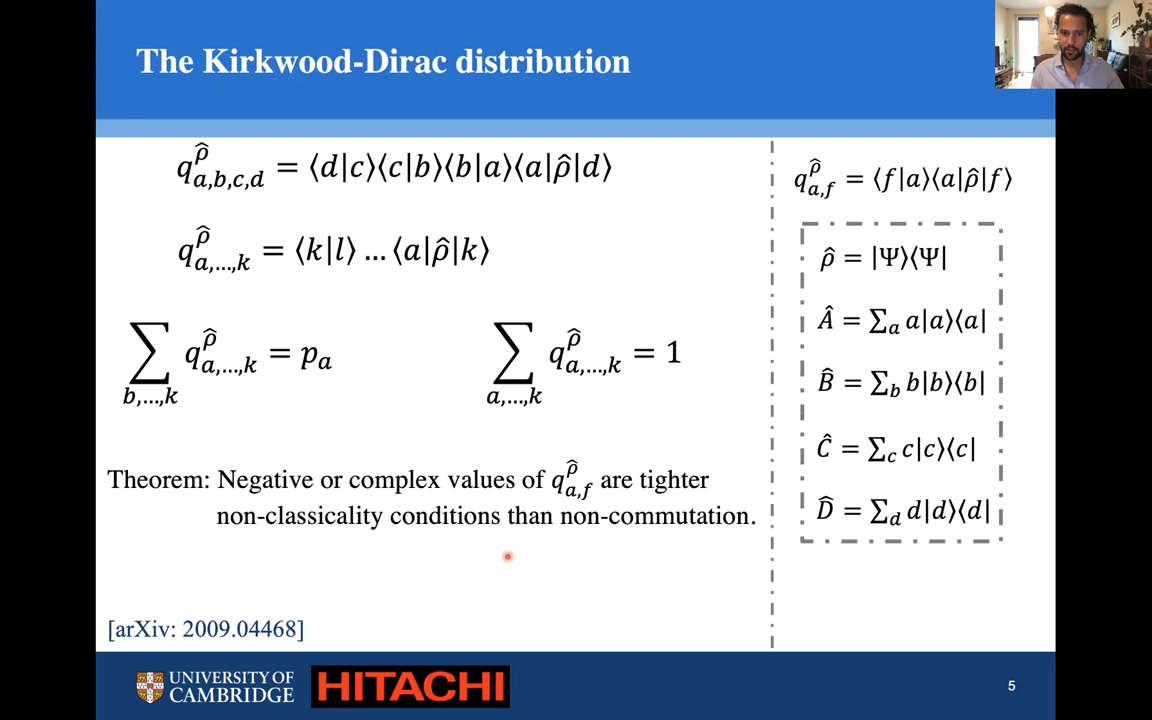 The Kirkwood-Dirac distribution
q^ρ̂_{a,b,c,d} = ⟨d|c⟩⟨c|b⟩⟨b|a⟩⟨a|ρ̂|d⟩
q^ρ̂_{a,…,k} = ⟨k|l⟩ … ⟨a|ρ̂|k⟩
∑_{b,…,k} q^ρ̂_{a,…,k} = p_a
∑_{a,…,k} q^ρ̂_{a,…,k} = 1
Theorem: Negative or complex values of q^ρ̂_{a,f} are tighter
non-classicality conditions than non-commutation.
[arXiv: 2009.04468]
q^ρ̂_{a,f} = ⟨f|a⟩⟨a|ρ̂|f⟩
ρ̂ = |Ψ⟩⟨Ψ|
Â = ∑_a a|a⟩⟨a|
B̂ = ∑_b b|b⟩⟨b|
Ĉ = ∑_c c|c⟩⟨c|
D̂ = ∑_d d|d⟩⟨d|
UNIVERSITY OF
CAMBRIDGE
HITACHI
5